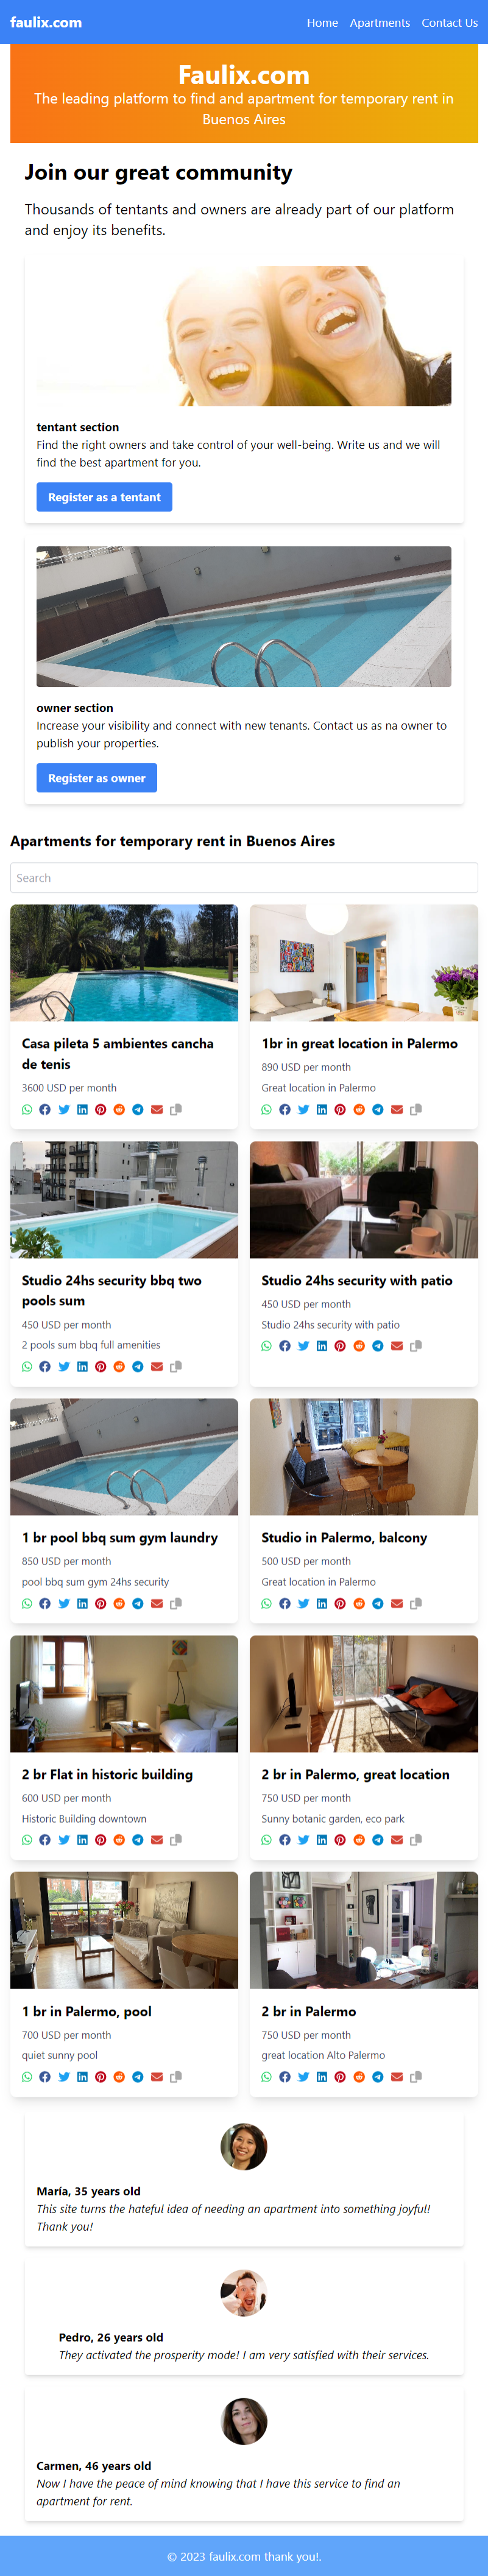 faulix.com
Home Apartments Contact Us
Faulix.com
The leading platform to find and apartment for temporary rent in
Buenos Aires
Join our great community
Thousands of tentants and owners are already part of our platform
and enjoy its benefits.
tentant section
Find the right owners and take control of your well-being. Write us and we will
find the best apartment for you.
Register as a tentant
owner section
Increase your visibility and connect with new tenants. Contact us as na owner to
publish your properties.
Register as owner
Apartments for temporary rent in Buenos Aires
Search
Casa pileta 5 ambientes cancha
de tenis
3600 USD per month
1br in great location in Palermo
890 USD per month
Great location in Palermo
Studio 24hs security bbq two
pools sum
450 USD per month
2 pools sum bbq full amenities
Studio 24hs security with patio
450 USD per month
Studio 24hs security with patio
1 br pool bbq sum gym laundry
850 USD per month
pool bbq sum gym 24hs security
Studio in Palermo, balcony
500 USD per month
Great location in Palermo
2 br Flat in historic building
600 USD per month
Historic Building downtown
2 br in Palermo, great location
750 USD per month
Sunny botanic garden, eco park
1 br in Palermo, pool
700 USD per month
quiet sunny pool
2 br in Palermo
750 USD per month
great location Alto Palermo
María, 35 years old
This site turns the hateful idea of needing an apartment into something joyful!
Thank you!
Pedro, 26 years old
They activated the prosperity mode! I am very satisfied with their services.
Carmen, 46 years old
Now I have the peace of mind knowing that I have this service to find an
apartment for rent.
© 2023 faulix.com thank you!.